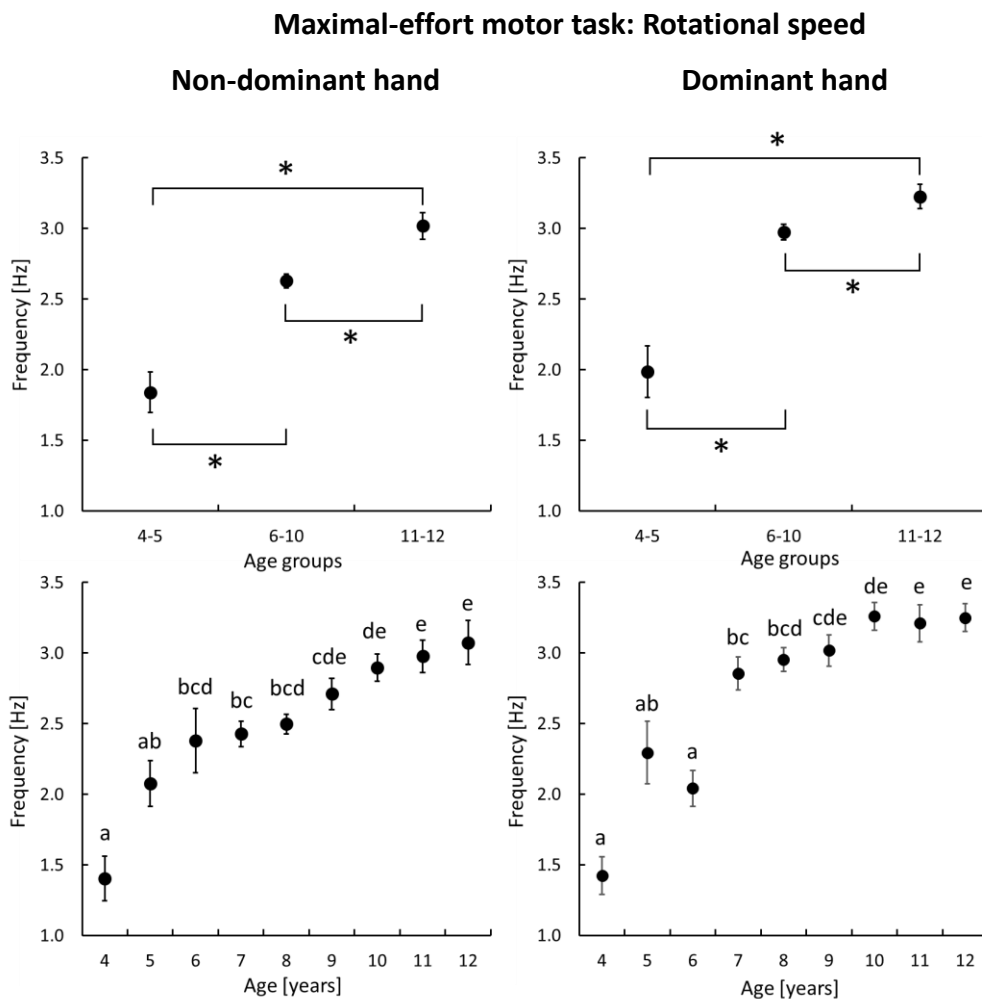 Maximal-effort motor task: Rotational speed
Non-dominant hand
Dominant hand
3.5
3.0
2.5
2.0
1.5
1.0
Frequency [Hz]
*
*
*
4-5
6-10
11-12
Age groups
3.5
3.0
2.5
2.0
1.5
1.0
Frequency [Hz]
*
*
*
4-5
6-10
11-12
Age groups
3.5
3.0
2.5
2.0
1.5
1.0
Frequency [Hz]
a
ab
bcd
bc
bcd
cde
de
e
e
4 5 6 7 8 9 10 11 12
Age [years]
3.5
3.0
2.5
2.0
1.5
1.0
Frequency [Hz]
a
ab
a
bc
bcd
cde
de
e
e
4 5 6 7 8 9 10 11 12
Age [years]